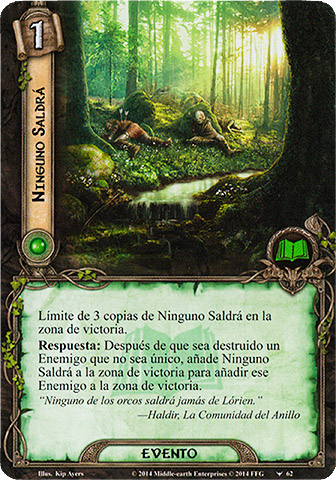 1
NINGUNO SALDRÁ
Límite de 3 copias de Ninguno Saldrá en la
zona de victoria.
Respuesta: Después de que sea destruido un
Enemigo que no sea único, añade Ninguno
Saldrá a la zona de victoria para añadir ese
Enemigo a la zona de victoria.
“Ninguno de los orcos saldrá jamás de Lórien.”
—Haldir, La Comunidad del Anillo
EVENTO
Illus. Kip Ayers © 2014 Middle-earth Enterprises © 2014 FFG 62